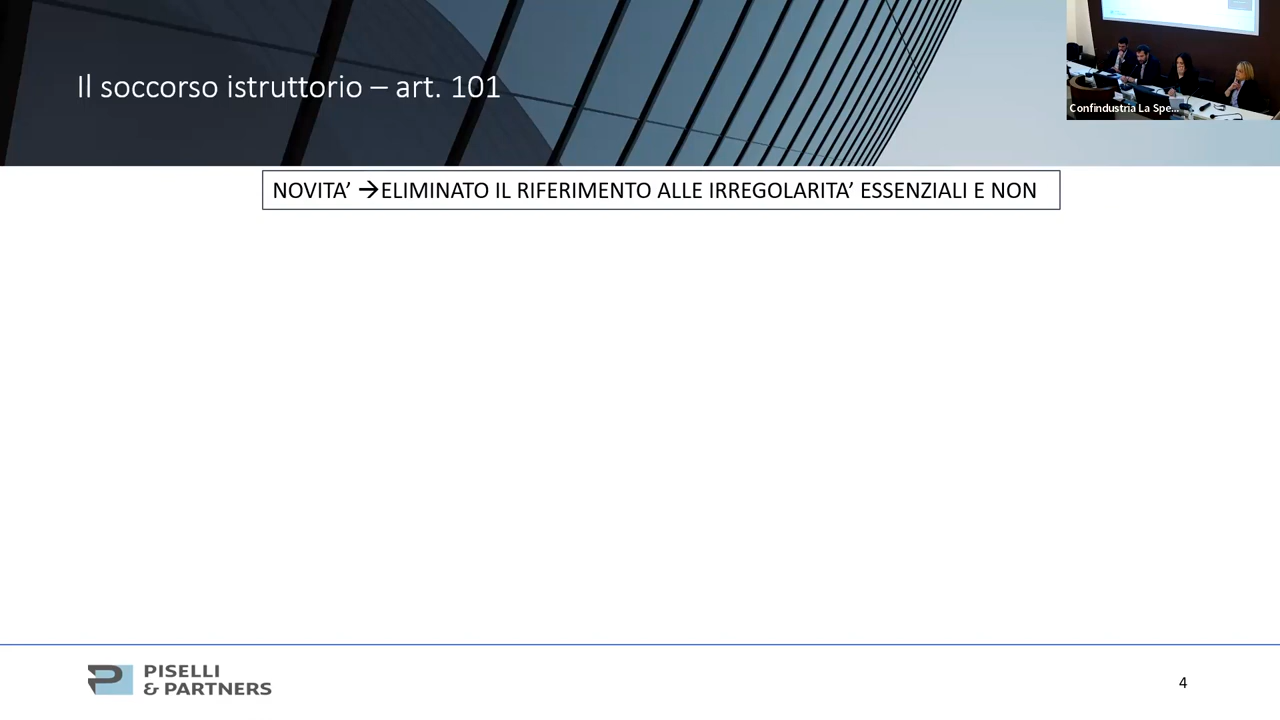 Il soccorso istruttorio – art. 101
Confindustria La Spe...
NOVITA’ →ELIMINATO IL RIFERIMENTO ALLE IRREGOLARITA’ ESSENZIALI E NON
PISELLI
& PARTNERS
4